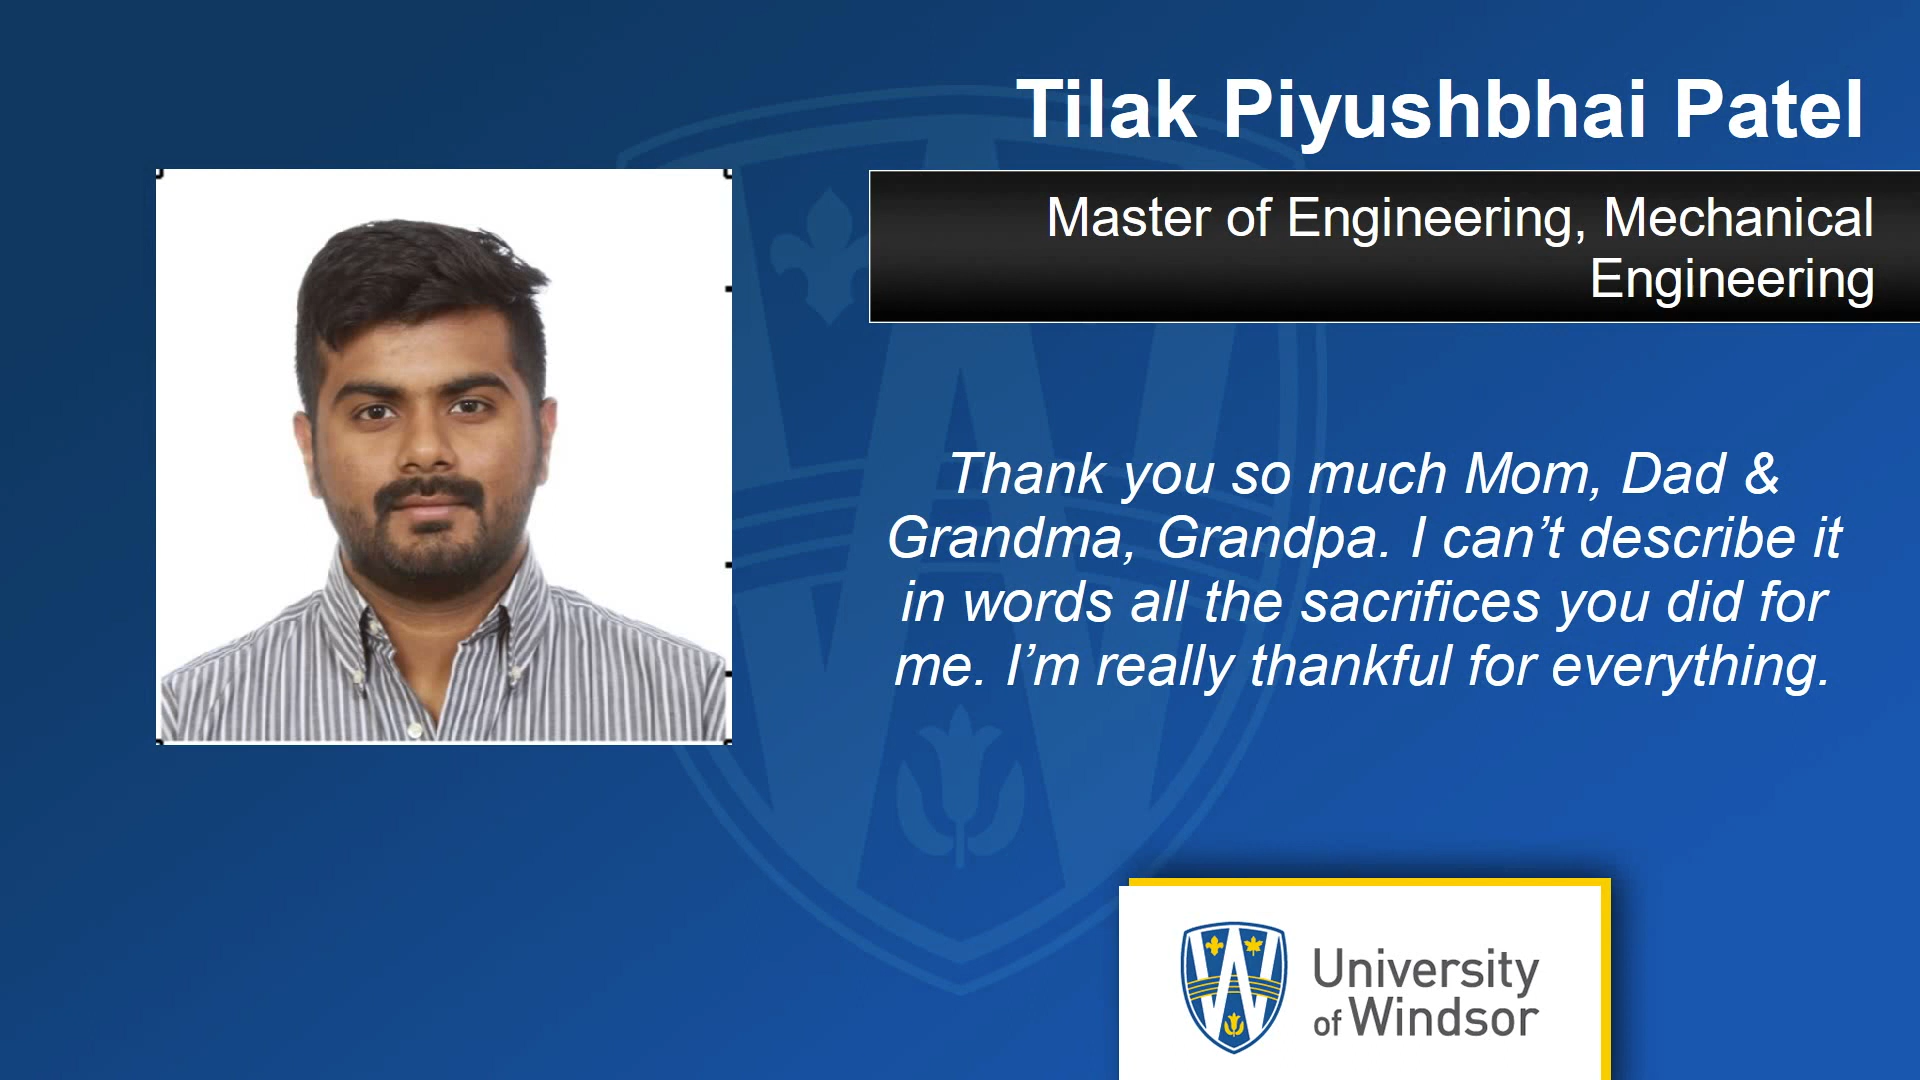 Tilak Piyushbhai Patel
Master of Engineering, Mechanical
Engineering
Thank you so much Mom, Dad &
Grandma, Grandpa. I can’t describe it
in words all the sacrifices you did for
me. I’m really thankful for everything.
University
of Windsor